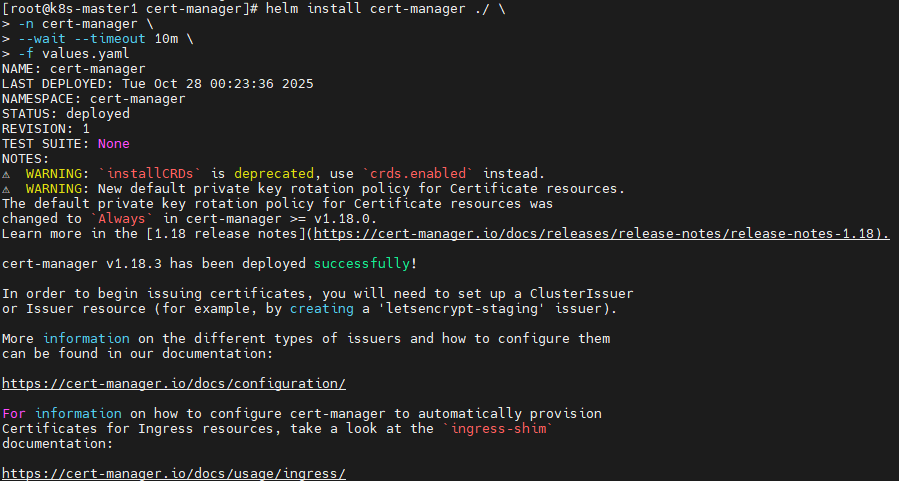 [root@k8s-master1 cert-manager]# helm install cert-manager ./ \
> -n cert-manager \
> --wait --timeout 10m \
> -f values.yaml
NAME: cert-manager
LAST DEPLOYED: Tue Oct 28 00:23:36 2025
NAMESPACE: cert-manager
STATUS: deployed
REVISION: 1
TEST SUITE: None
NOTES:
⚠  WARNING: `installCRDs` is deprecated, use `crds.enabled` instead.
⚠  WARNING: New default private key rotation policy for Certificate resources.
The default private key rotation policy for Certificate resources was
changed to `Always` in cert-manager >= v1.18.0.
Learn more in the [1.18 release notes](https://cert-manager.io/docs/releases/release-notes/release-notes-1.18).
cert-manager v1.18.3 has been deployed successfully!
In order to begin issuing certificates, you will need to set up a ClusterIssuer
or Issuer resource (for example, by creating a 'letsencrypt-staging' issuer).
More information on the different types of issuers and how to configure them
can be found in our documentation:
https://cert-manager.io/docs/configuration/
For information on how to configure cert-manager to automatically provision
Certificates for Ingress resources, take a look at the `ingress-shim`
documentation:
https://cert-manager.io/docs/usage/ingress/